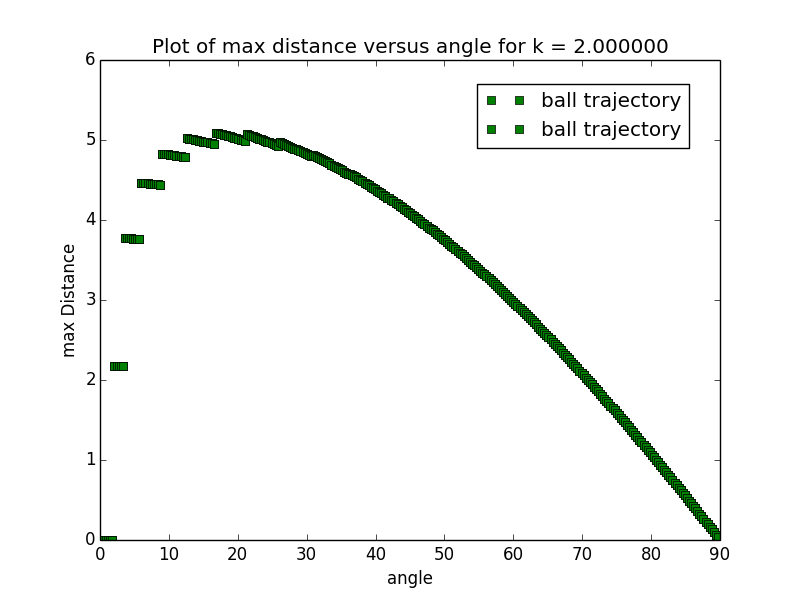 Plot of max distance versus angle for k = 2.000000
6
5
4
3
2
1
0
max Distance
ball trajectory
ball trajectory
0 10 20 30 40 50 60 70 80 90
angle